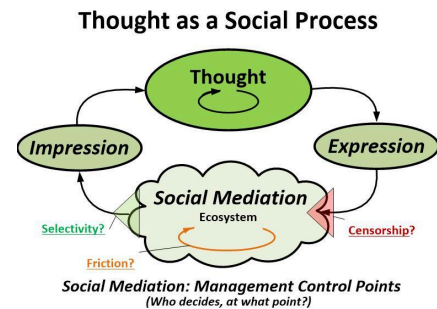 Thought as a Social Process
Thought
Impression
Expression
Social Mediation
Ecosystem
Selectivity?
Censorship?
Friction?
Social Mediation: Management Control Points
(Who decides, at what point?)